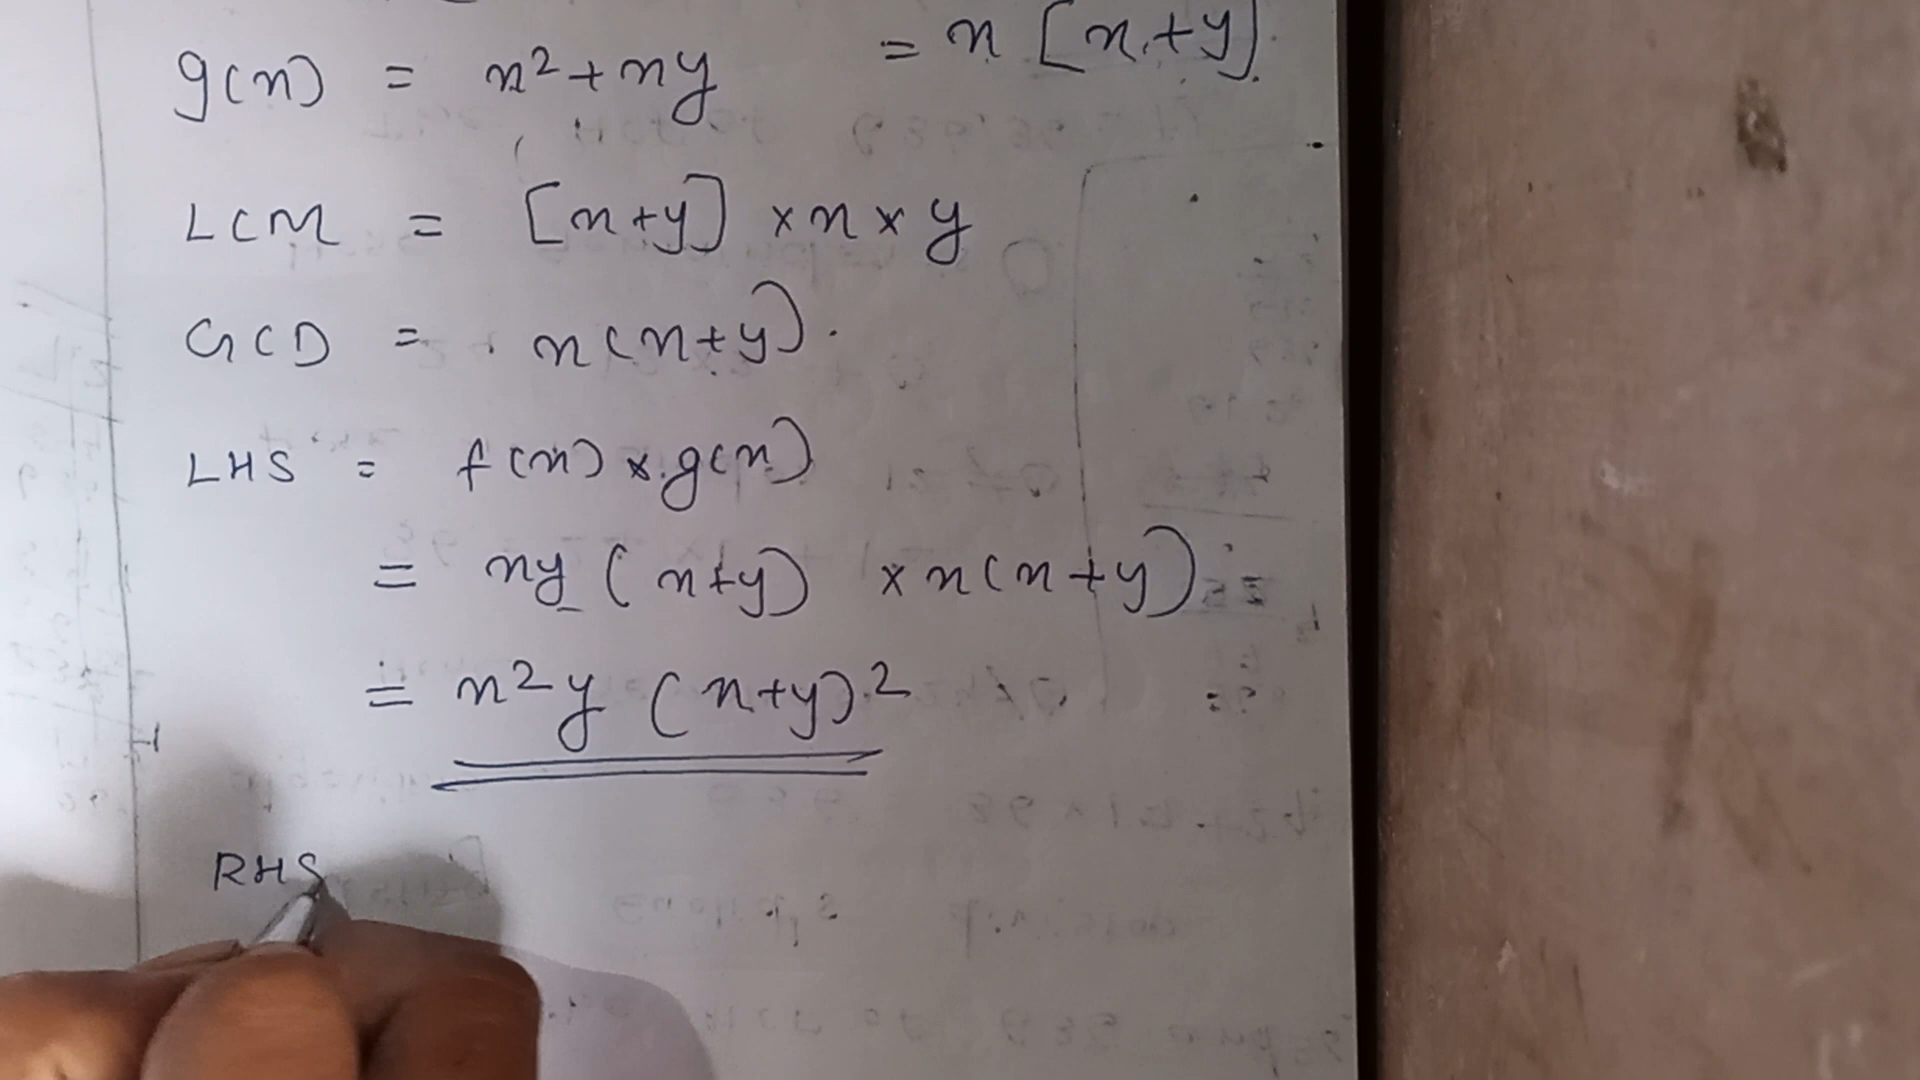 g(x) = x²+xy = x [x+y]
LCM = [x+y] × x × y
GCD = x(x+y).
LHS = f(x) × g(x)
= xy (x+y) × x(x+y)
= x²y (x+y)²
RHS